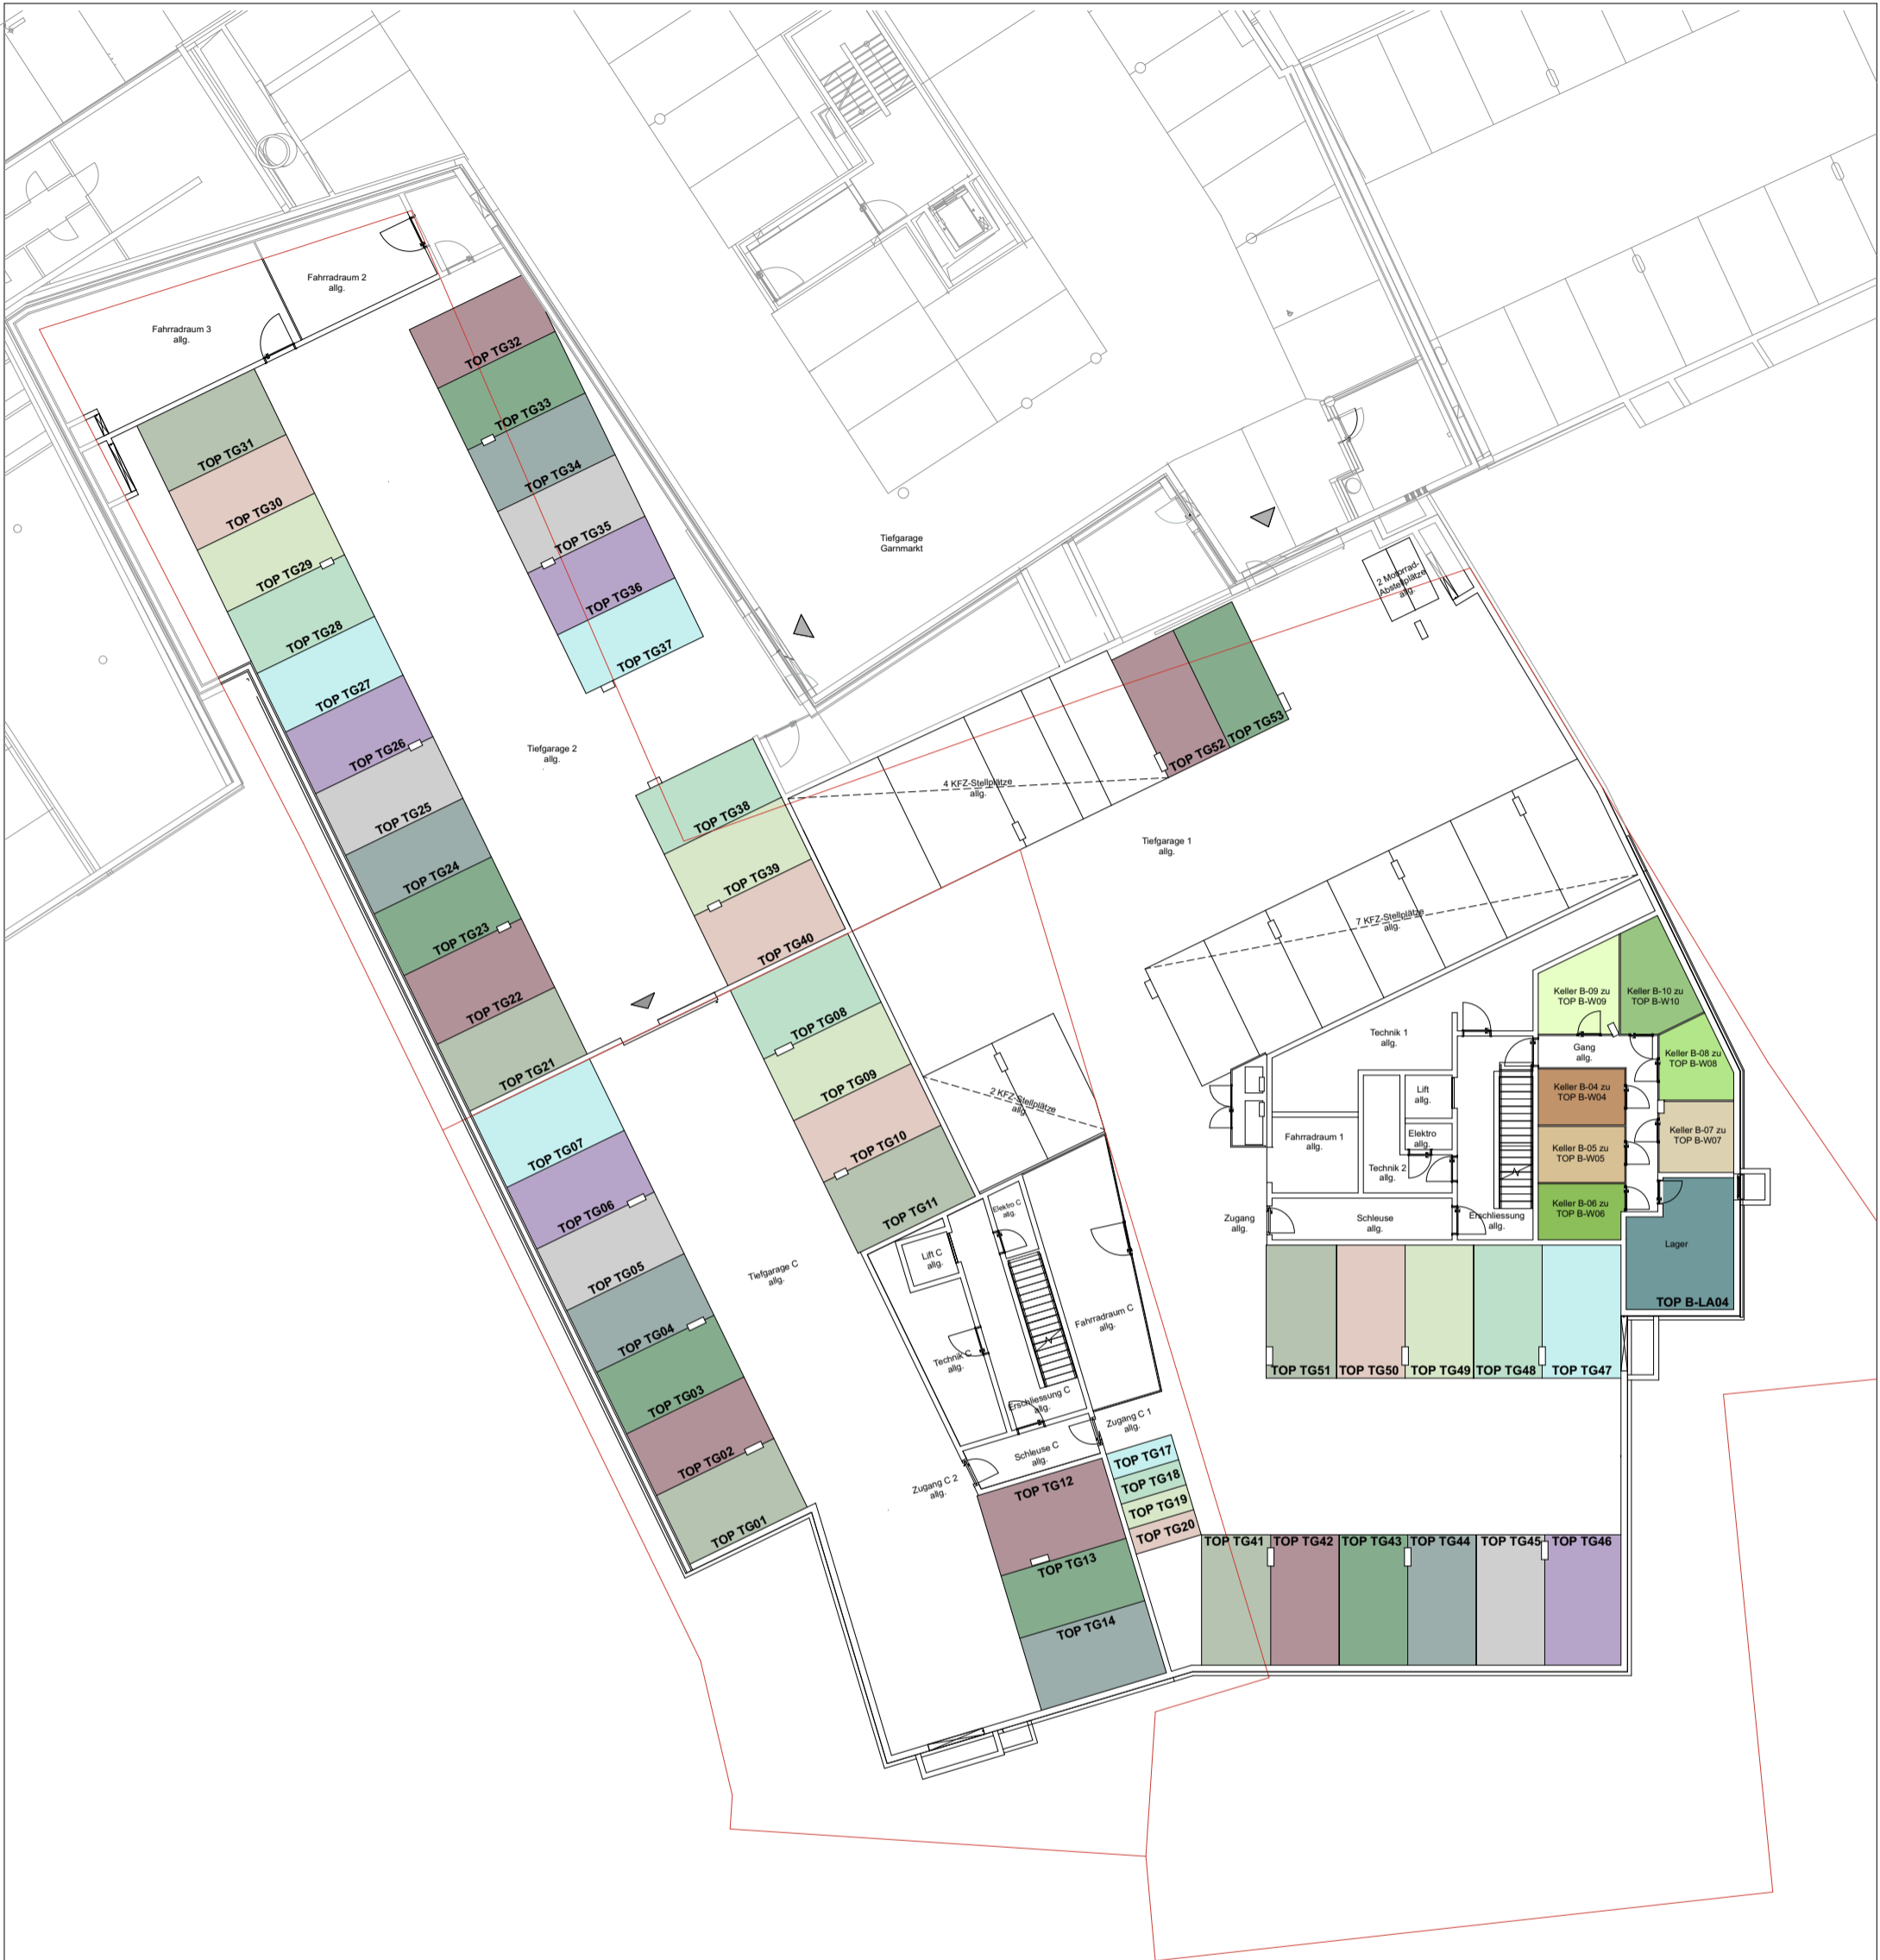 Fahrradraum 2
allg.
Fahrradraum 3
allg.
TOP TG32
TOP TG33
TOP TG34
TOP TG35
TOP TG36
TOP TG37
TOP TG31
TOP TG30
TOP TG29
TOP TG28
TOP TG27
TOP TG26
TOP TG25
TOP TG24
TOP TG23
TOP TG22
TOP TG21
Tiefgarage
Garnmarkt
2 Motorrad-
Abstellplätze
allg.
Tiefgarage 2
allg.
TOP TG38
TOP TG39
TOP TG40
4 KFZ-Stellplätze
allg.
TOP TG52
TOP TG53
Tiefgarage 1
allg.
7 KFZ-Stellplätze
allg.
TOP TG08
TOP TG09
TOP TG10
TOP TG11
2 KFZ-Stellplätze
allg.
TOP TG07
TOP TG06
TOP TG05
TOP TG04
TOP TG03
TOP TG02
TOP TG01
Tiefgarage C
allg.
Keller B-09 zu
TOP B-W09
Keller B-10 zu
TOP B-W10
Technik 1
allg.
Gang
allg.
Keller B-08 zu
TOP B-W08
Lift
allg.
Keller B-04 zu
TOP B-W04
Fahrradraum 1
allg.
Elektro
allg.
Keller B-07 zu
TOP B-W07
Keller B-05 zu
TOP B-W05
Technik 2
allg.
Keller B-06 zu
TOP B-W06
Zugang
allg.
Schleuse
allg.
Erschliessung
allg.
Lager
TOP B-LA04
Elektro C
allg.
Lift C
allg.
Fahrradraum C
allg.
Technik C
allg.
Erschliessung C
allg.
Zugang C 1
allg.
Schleuse C
allg.
Zugang C 2
allg.
TOP TG51
TOP TG50
TOP TG49
TOP TG48
TOP TG47
TOP TG17
TOP TG18
TOP TG19
TOP TG20
TOP TG12
TOP TG13
TOP TG14
TOP TG41
TOP TG42
TOP TG43
TOP TG44
TOP TG45
TOP TG46